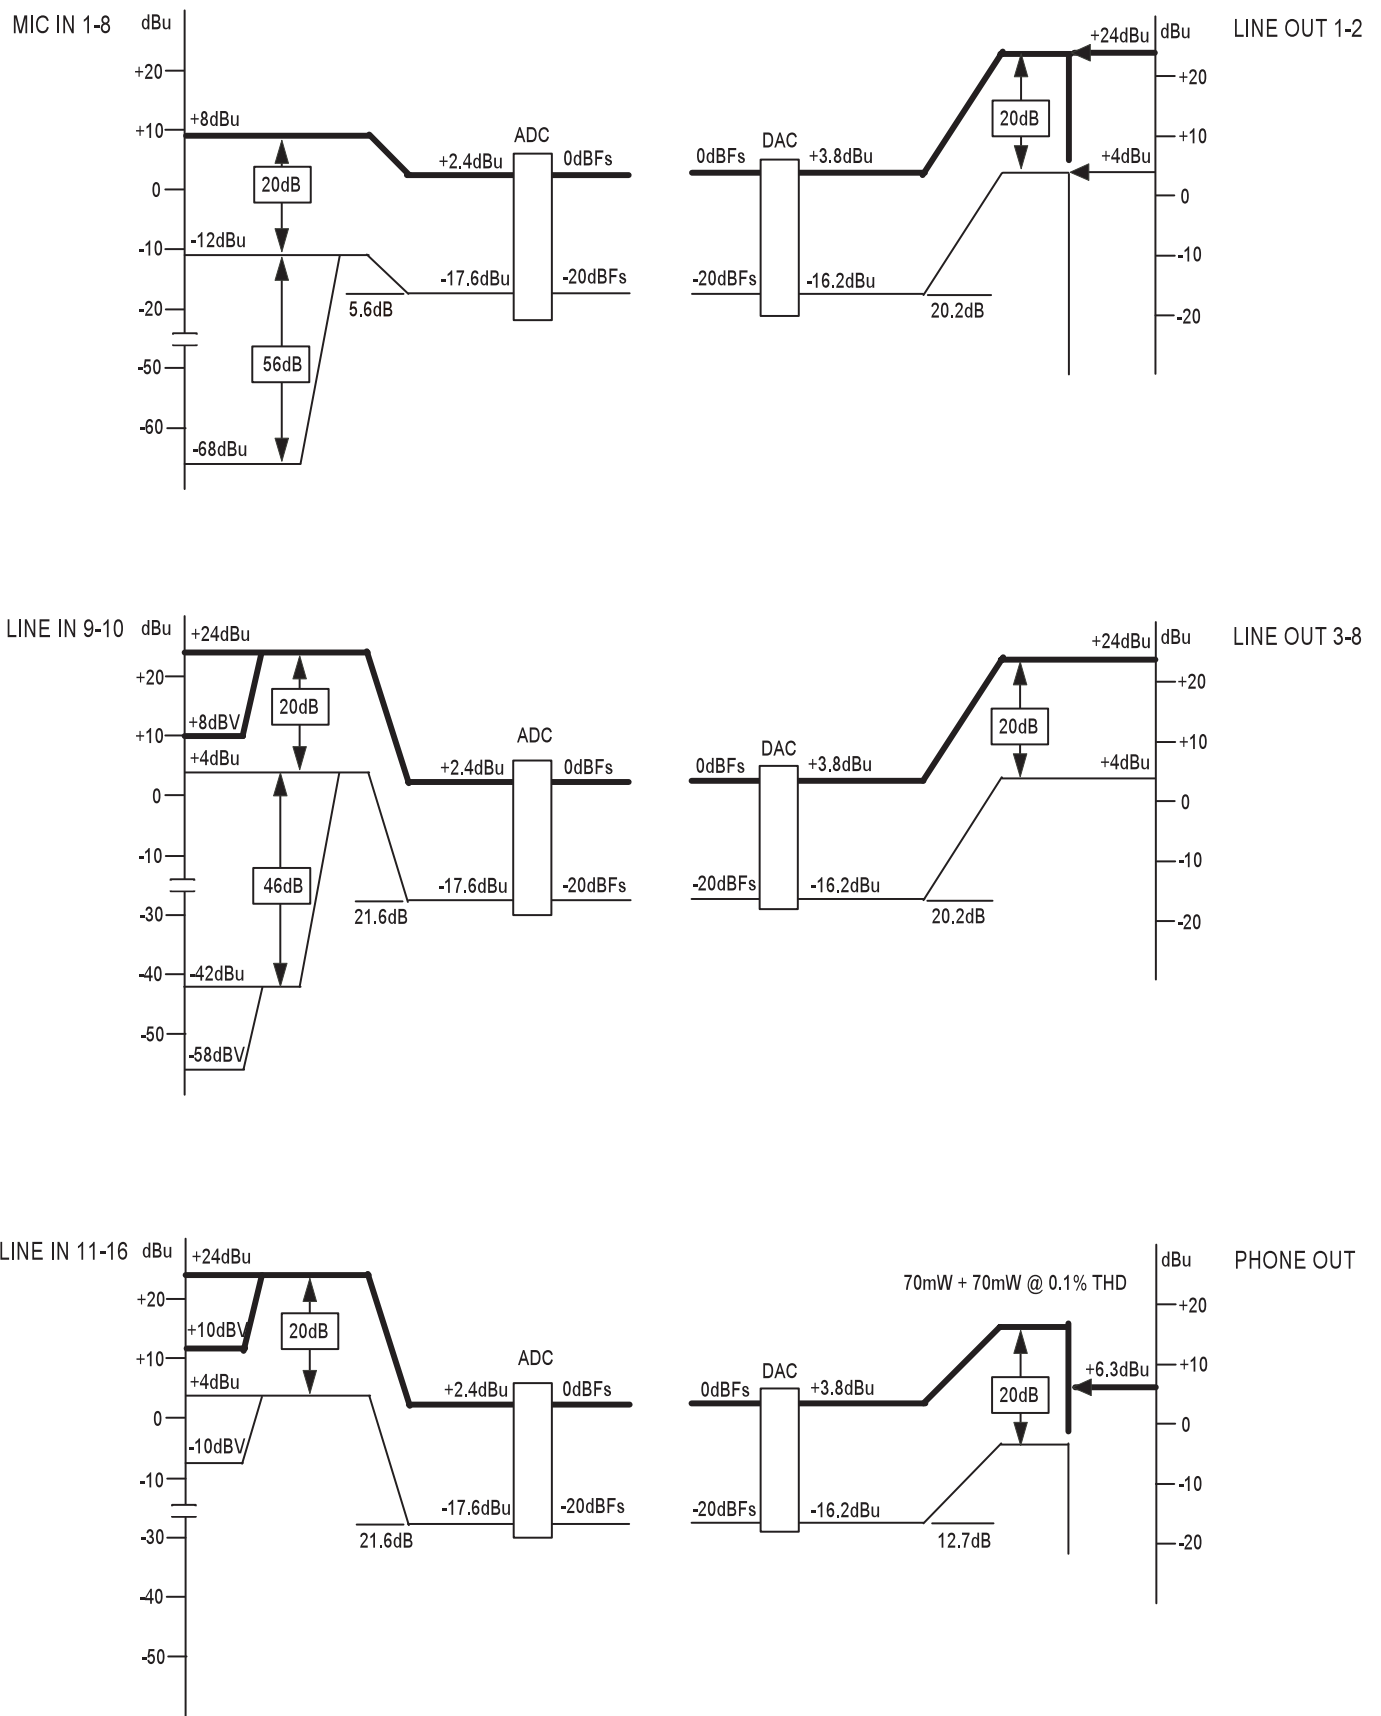 MIC IN 1-8
dBu
+20
+10
0
-10
-20
-50
-60
+8dBu
20dB
-12dBu
56dB
-68dBu
5.6dB
+2.4dBu
-17.6dBu
ADC
0dBFs
-20dBFs
LINE OUT 1-2
dBu
+20
+10
0
-10
-20
0dBFs
-20dBFs
DAC
+3.8dBu
-16.2dBu
20.2dB
20dB
+24dBu
+4dBu
LINE IN 9-10
dBu
+20
+10
0
-10
-30
-40
-50
+24dBu
+8dBV
+4dBu
20dB
46dB
-42dBu
-58dBV
21.6dB
+2.4dBu
-17.6dBu
ADC
0dBFs
-20dBFs
LINE OUT 3-8
dBu
+20
+10
0
-10
-20
0dBFs
-20dBFs
DAC
+3.8dBu
-16.2dBu
20.2dB
20dB
+24dBu
+4dBu
LINE IN 11-16
dBu
+20
+10
0
-10
-30
-40
-50
+24dBu
+10dBV
+4dBu
-10dBV
20dB
21.6dB
+2.4dBu
-17.6dBu
ADC
0dBFs
-20dBFs
PHONE OUT
dBu
+20
+10
0
-10
-20
70mW + 70mW @ 0.1% THD
0dBFs
-20dBFs
DAC
+3.8dBu
-16.2dBu
12.7dB
20dB
+6.3dBu